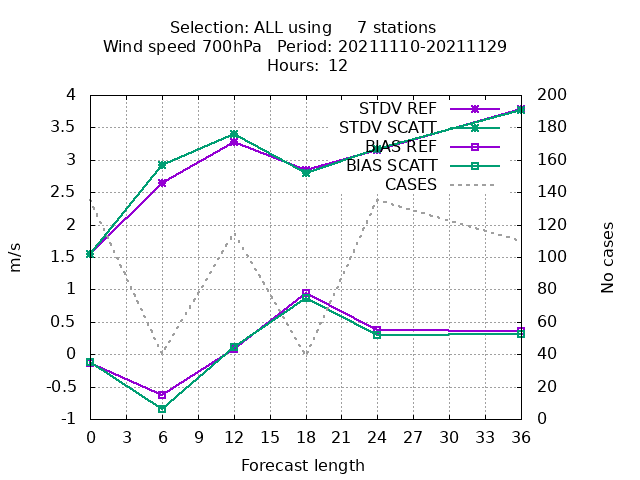 Selection: ALL using     7 stations
Wind speed 700hPa   Period: 20211110-20211129
Hours:  12
4
3.5
3
2.5
2
1.5
1
0.5
0
-0.5
-1
m/s
STDV REF
STDV SCATT
BIAS REF
BIAS SCATT
CASES
200
180
160
140
120
100
80
60
40
20
0
No cases
0 3 6 9 12 15 18 21 24 27 30 33 36
Forecast length